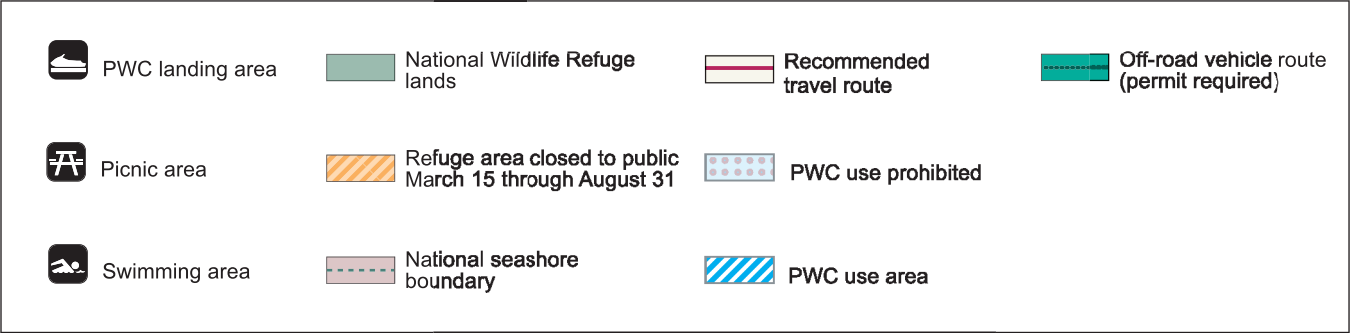 PWC landing area
National Wildlife Refuge
lands
Recommended
travel route
Off-road vehicle route
(permit required)
Picnic area
Refuge area closed to public
March 15 through August 31
PWC use prohibited
Swimming area
National seashore
boundary
PWC use area